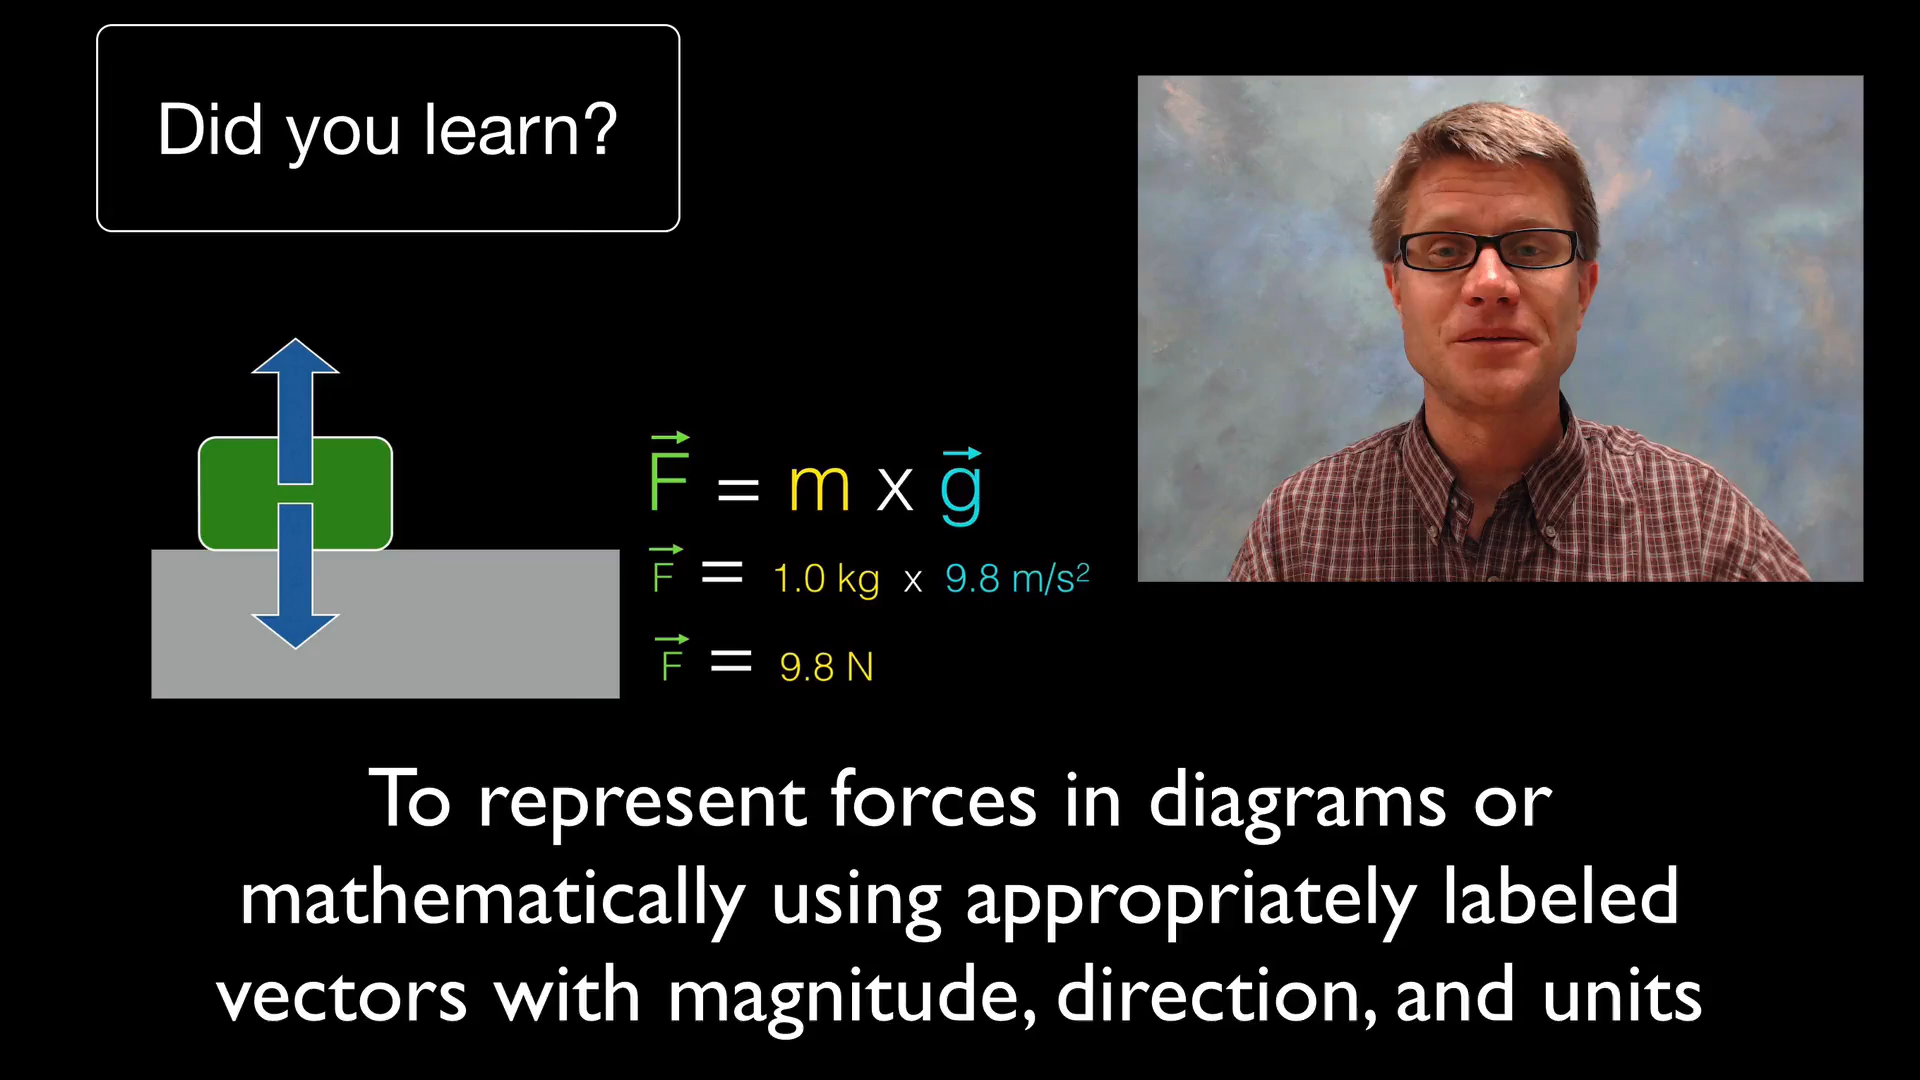 Did you learn?
F = m x g
F = 1.0 kg x 9.8 m/s²
F = 9.8 N
To represent forces in diagrams or
mathematically using appropriately labeled
vectors with magnitude, direction, and units